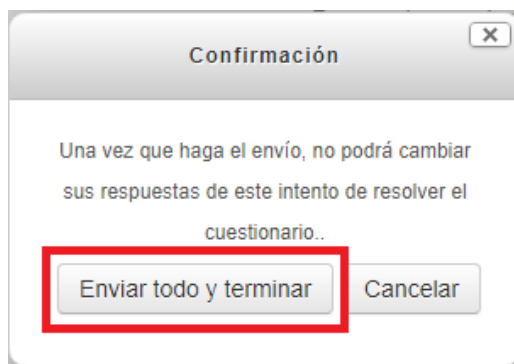 Confirmación
Una vez que haga el envío, no podrá cambiar
sus respuestas de este intento de resolver el
cuestionario..
Enviar todo y terminar Cancelar